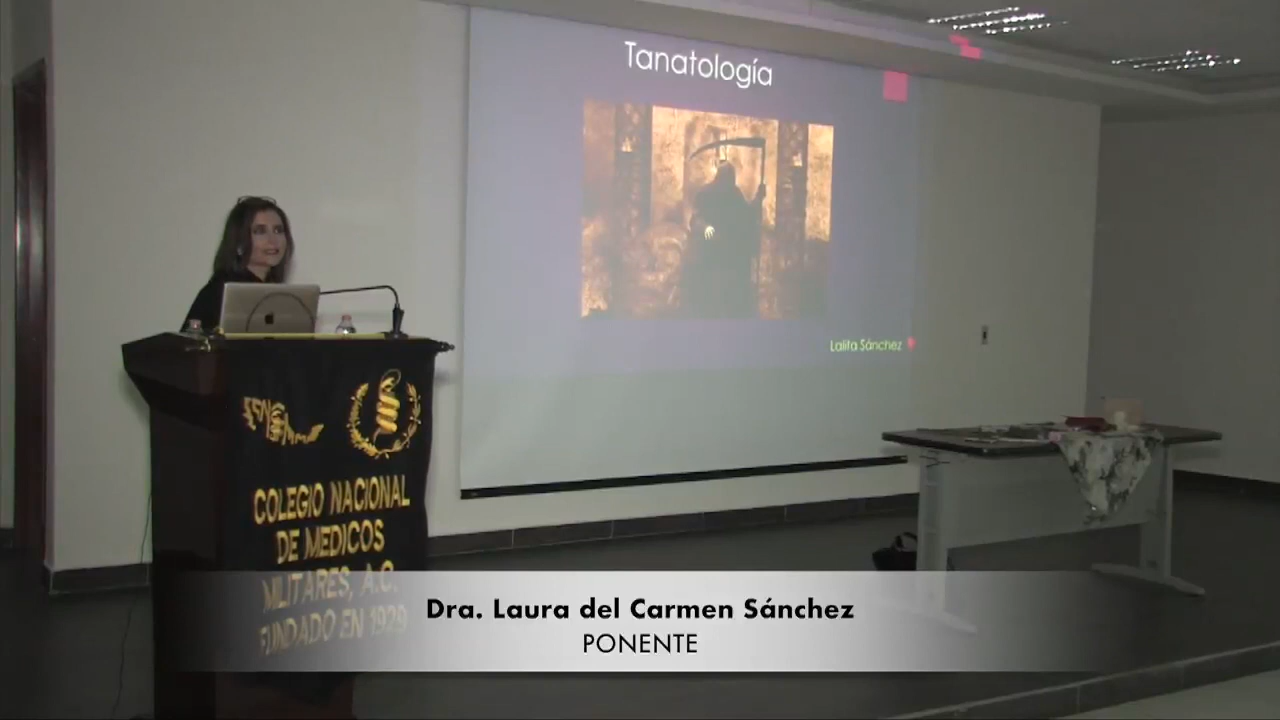 Tanatología
Lalita Sánchez
COLEGIO NACIONAL
DE MEDICOS
MILITARES, A.C.
FUNDADO EN 1929
Dra. Laura del Carmen Sánchez
PONENTE